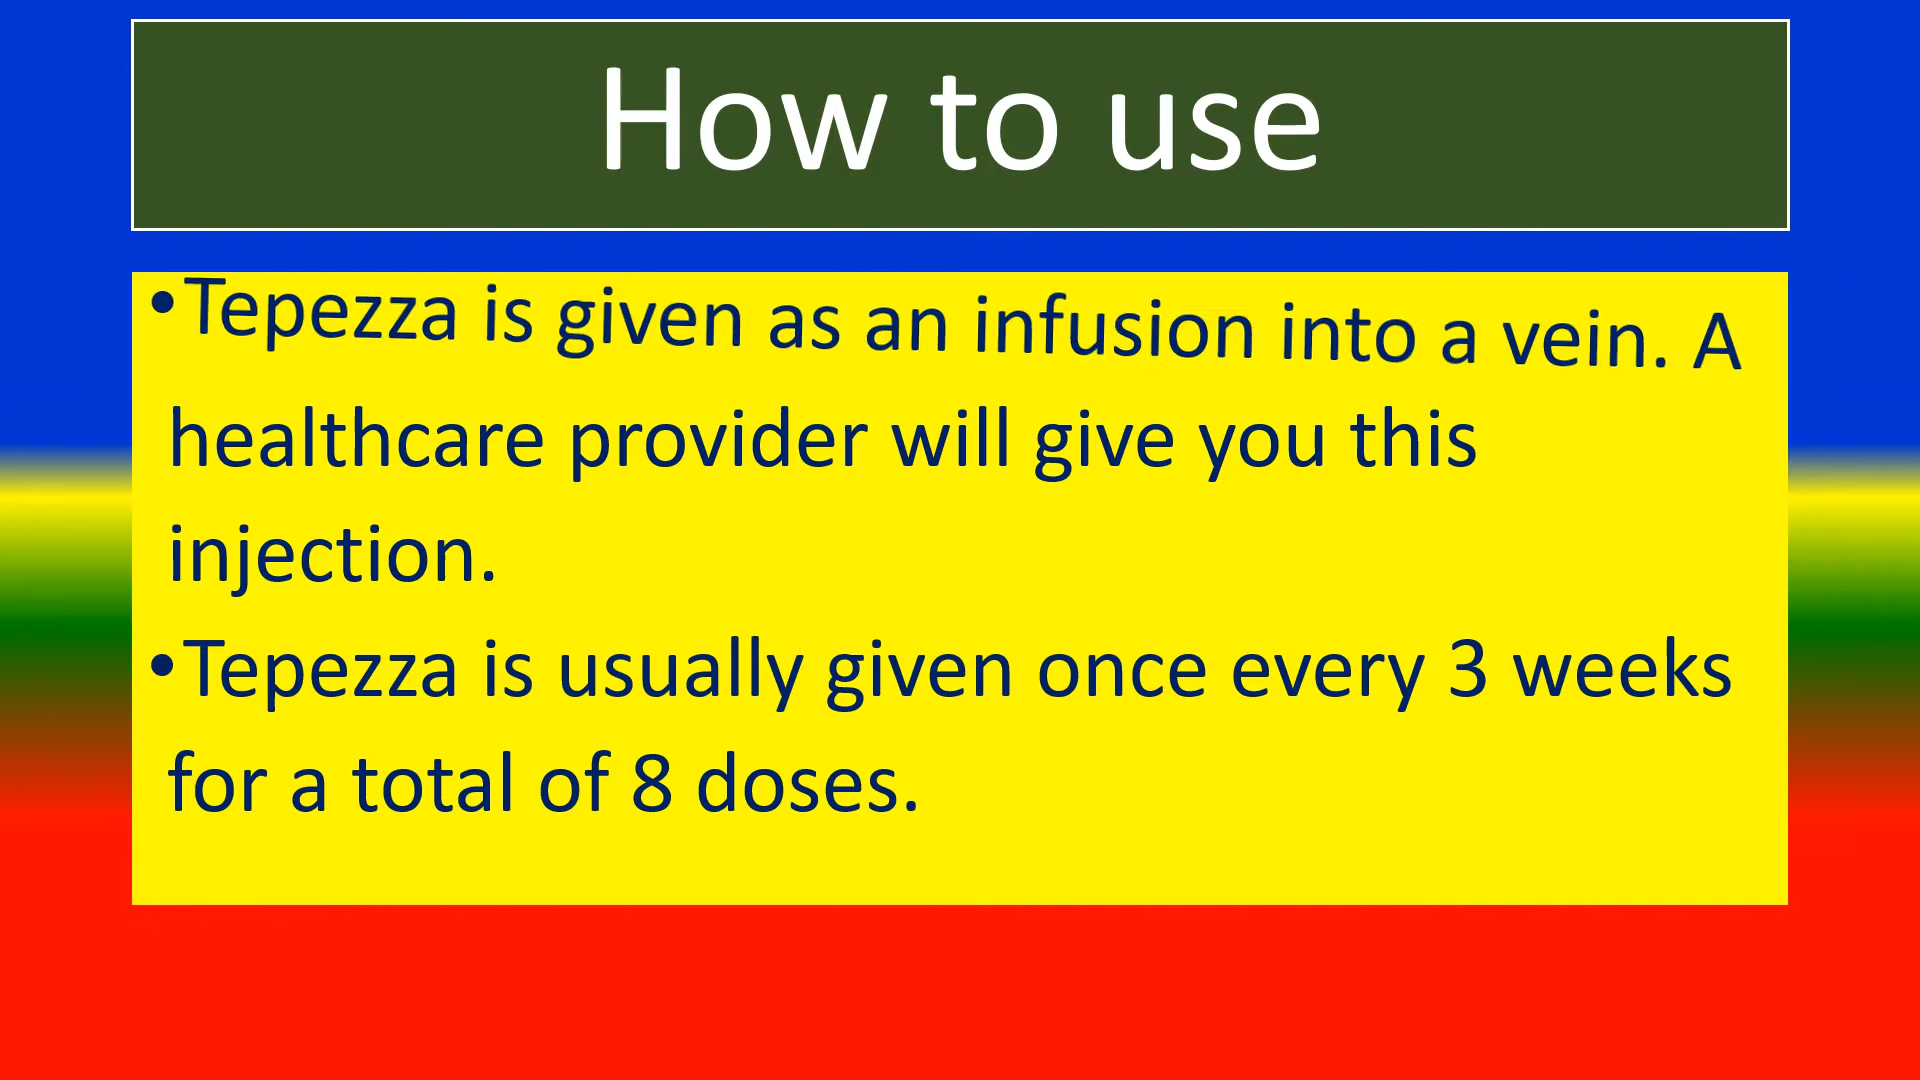 How to use
•Tepezza is given as an infusion into a vein. A
healthcare provider will give you this
injection.
•Tepezza is usually given once every 3 weeks
for a total of 8 doses.